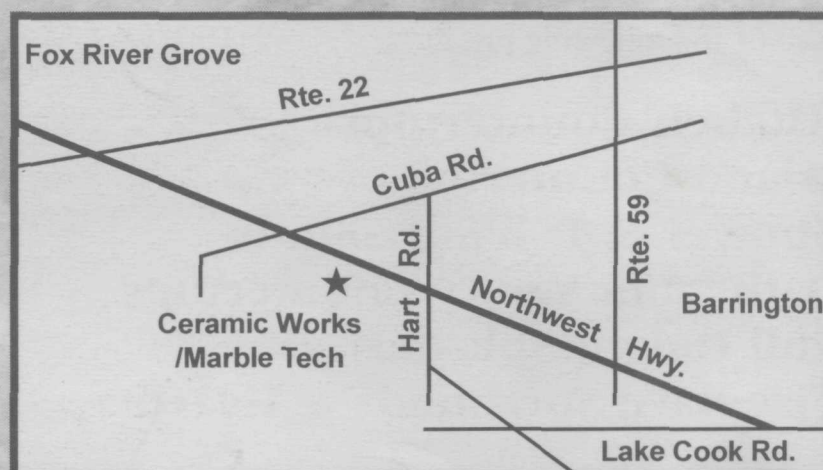 Fox River Grove
Rte. 22
Cuba Rd.
Rte. 59
Hart Rd.
Northwest Hwy.
Barrington
Ceramic Works
/Marble Tech
Lake Cook Rd.